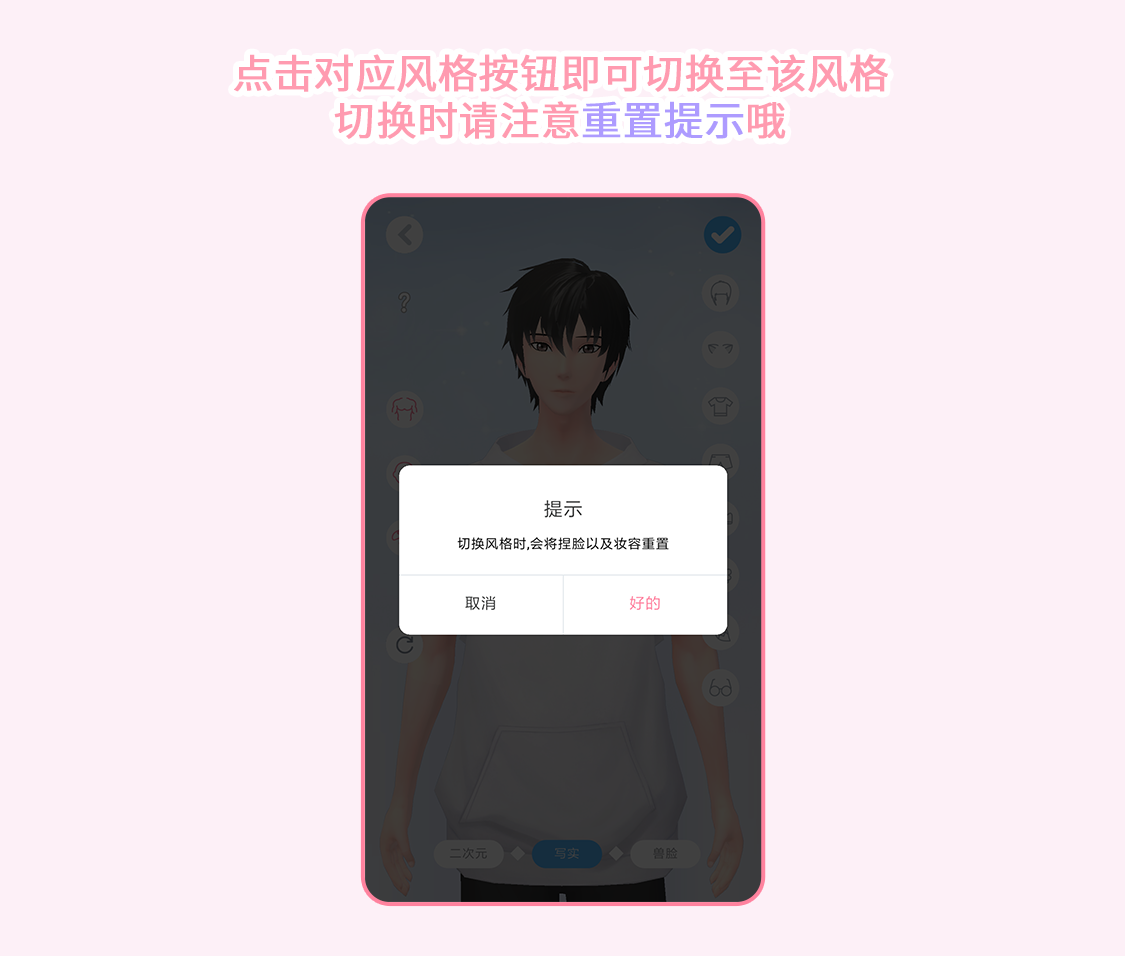 点击对应风格按钮即可切换至该风格
切换时请注意重置提示哦
?
提示
切换风格时,会将捏脸以及妆容重置
取消 好的
二次元 写实 兽脸